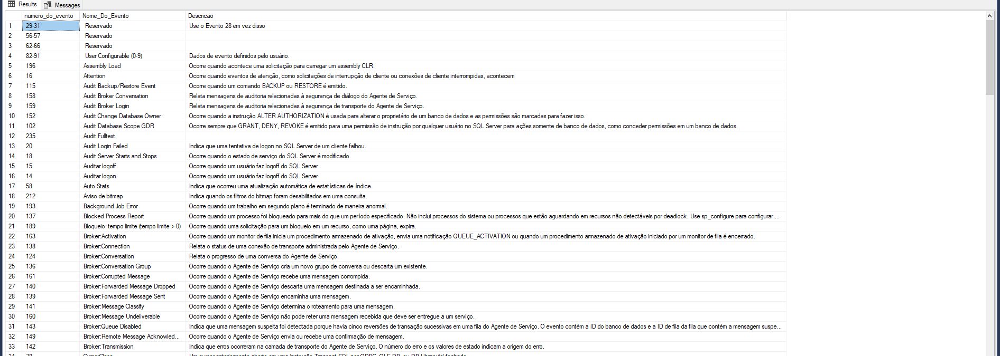 Results Messages
numero_do_evento Nome_Do_Evento Descricao
1 29-31 Reservado Use o Evento 28 em vez disso
2 56-57 Reservado
3 62-66 Reservado
4 82-91 User Configurable (0-9) Dados de evento definidos pelo usuário.
5 196 Assembly Load Ocorre quando acontece uma solicitação para carregar um assembly CLR.
6 16 Attention Ocorre quando eventos de atenção, como solicitações de interrupção de cliente ou conexões de cliente interrompidas, acontecem
7 115 Audit Backup/Restore Event Ocorre quando um comando BACKUP ou RESTORE é emitido.
8 158 Audit Broker Conversation Relata mensagens de auditoria relacionadas à segurança de diálogo do Agente de Serviço.
9 159 Audit Broker Login Relata mensagens de auditoria relacionadas à segurança de transporte do Agente de Serviço.
10 152 Audit Change Database Owner Ocorre quando a instrução ALTER AUTHORIZATION é usada para alterar o proprietário de um banco de dados e as permissões são marcadas para fazer isso.
11 102 Audit Database Scope GDR Ocorre sempre que GRANT, DENY, REVOKE é emitido para uma permissão de instrução por qualquer usuário no SQL Server para ações somente de banco de dados, como conceder permissões em um banco de dados.
12 235 Audit Fulltext
13 20 Audit Login Failed Indica que uma tentativa de logon no SQL Server de um cliente falhou.
14 18 Audit Server Starts and Stops Ocorre quando o estado de serviço do SQL Server é modificado.
15 15 Auditar logoff Ocorre quando um usuário faz logoff do SQL Server
16 14 Auditar logon Ocorre quando um usuário faz logoff do SQL Server
17 58 Auto Stats Indica que ocorreu uma atualização automática de estatísticas de índice.
18 212 Aviso de bitmap Indica quando os filtros do bitmap foram desabilitados em uma consulta.
19 193 Background Job Error Ocorre quando um trabalho em segundo plano é terminado de maneira anormal.
20 137 Blocked Process Report Ocorre quando um processo foi bloqueado para mais do que um período especificado. Não inclui processos do sistema ou processos que estão aguardando em recursos não detectáveis por deadlock. Use sp_configure para configurar ...
21 189 Bloqueio: tempo limite (tempo limite > 0) Ocorre quando uma solicitação para um bloqueio em um recurso, como uma página, expira.
22 163 Broker:Activation Ocorre quando um monitor de fila inicia um procedimento armazenado de ativação, envia uma notificação QUEUE_ACTIVATION ou quando um procedimento armazenado de ativação iniciado por um monitor de fila é encerrado.
23 138 Broker:Connection Relata o status de uma conexão de transporte administrada pelo Agente de Serviço.
24 124 Broker:Conversation Relata o progresso de uma conversa do Agente de Serviço.
25 136 Broker:Conversation Group Ocorre quando o Agente de Serviço cria um novo grupo de conversa ou descarta um existente.
26 161 Broker:Corrupted Message Ocorre quando o Agente de Serviço recebe uma mensagem corrompida.
27 140 Broker:Forwarded Message Dropped Ocorre quando o Agente de Serviço descarta uma mensagem destinada a ser encaminhada.
28 139 Broker:Forwarded Message Sent Ocorre quando o Agente de Serviço encaminha uma mensagem.
29 141 Broker:Message Classify Ocorre quando o Agente de Serviço determina o roteamento para uma mensagem.
30 160 Broker:Message Undeliverable Ocorre quando o Agente de Serviço não pode reter uma mensagem recebida que deve ser entregue a um serviço.
31 143 Broker:Queue Disabled Indica que uma mensagem suspeita foi detectada porque havia cinco reversões de transação sucessivas em uma fila do Agente de Serviço. O evento contém a ID do banco de dados e a ID de fila da fila que contém a mensagem suspe...
32 149 Broker:Remote Message Acknowled... Ocorre quando o Agente de Serviço envia ou recebe uma confirmação de mensagem.
33 142 Broker:Transmission Indica que erros ocorreram na camada de transporte do Agente de Serviço. O número do erro e os valores de estado indicam a origem do erro.